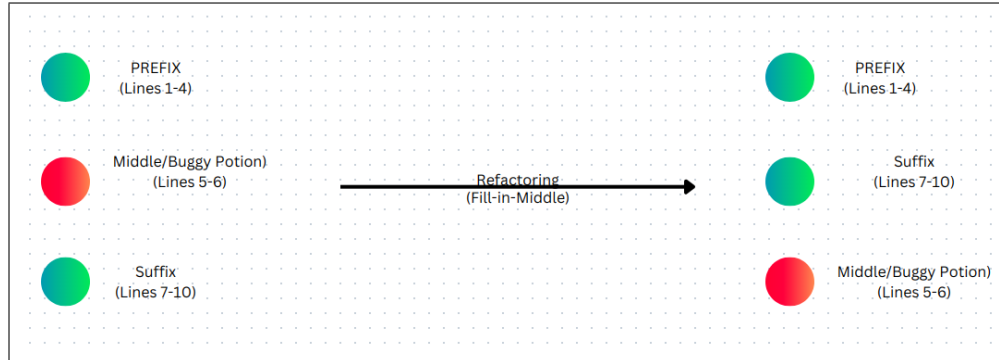 PREFIX
(Lines 1-4)
Middle/Buggy Potion)
(Lines 5-6)
Suffix
(Lines 7-10)
Refactoring
(Fill-in-Middle)
PREFIX
(Lines 1-4)
Suffix
(Lines 7-10)
Middle/Buggy Potion)
(Lines 5-6)